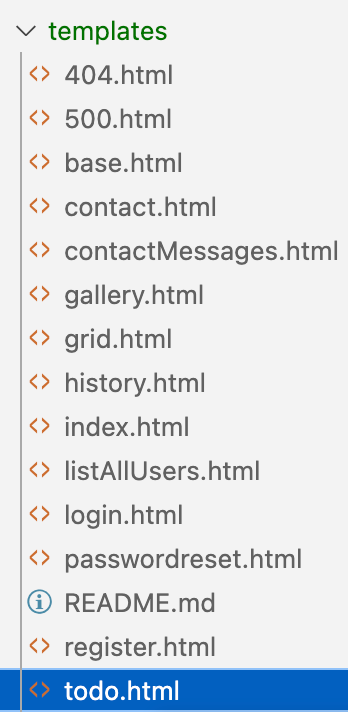 templates
404.html
500.html
base.html
contact.html
contactMessages.html
gallery.html
grid.html
history.html
index.html
listAllUsers.html
login.html
passwordreset.html
README.md
register.html
todo.html